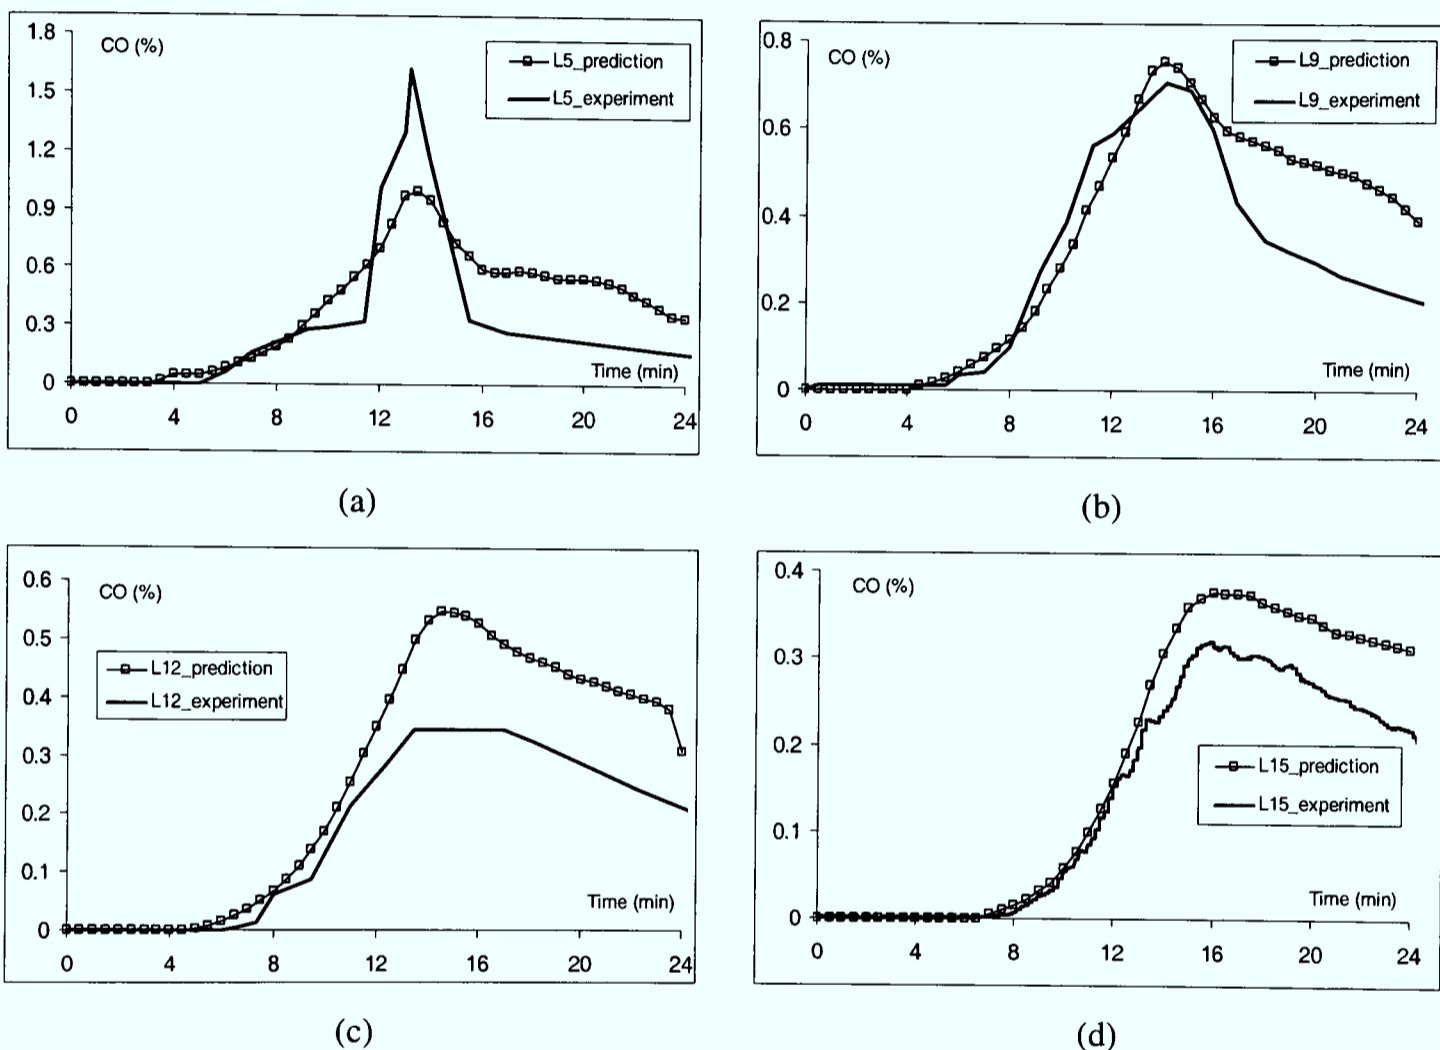 1.8
CO (%)
L5_prediction
L5_experiment
1.5
1.2
0.9
0.6
0.3
Time (min)
0
0 4 8 12 16 20 24
(a)
0.8
CO (%)
L9_prediction
L9_experiment
0.6
0.4
0.2
Time (min)
0
0 4 8 12 16 20 24
(b)
0.6
CO (%)
0.5
L12_prediction
L12_experiment
0.4
0.3
0.2
0.1
Time (min)
0
0 4 8 12 16 20 24
(c)
0.4
CO (%)
0.3
0.2
L15_prediction
L15_experiment
0.1
Time (min)
0
0 4 8 12 16 20 24
(d)